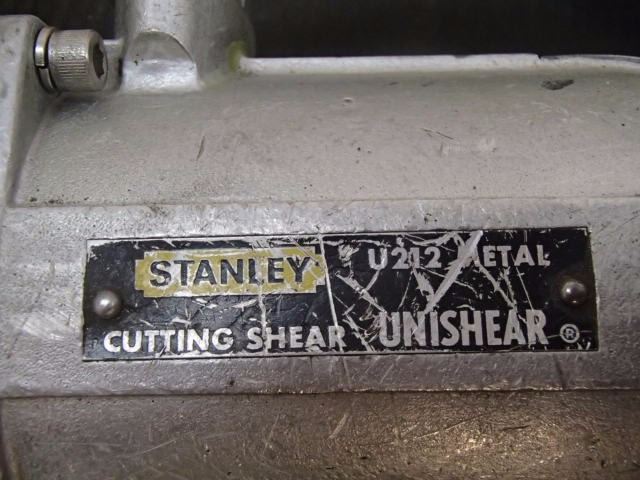 STANLEY U212 METAL
CUTTING SHEAR UNISHEAR®